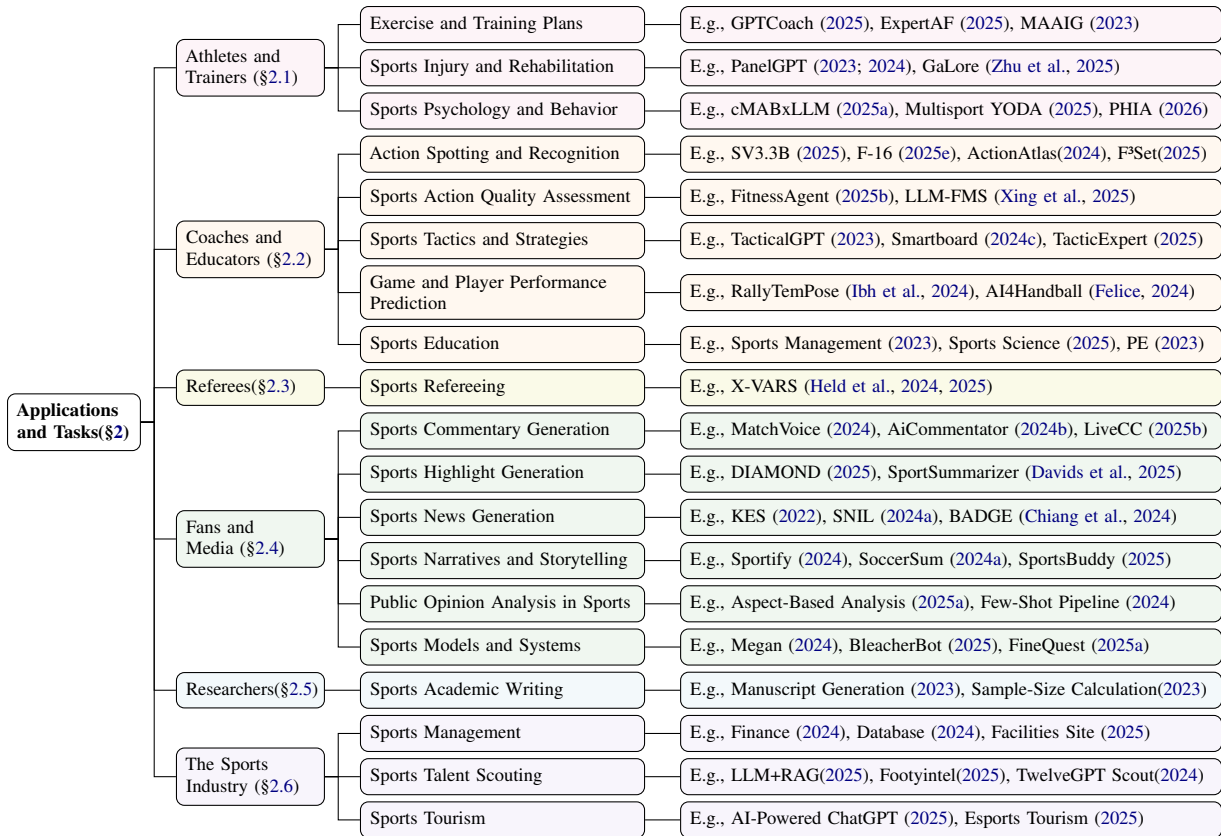 Applications
and Tasks(§2)
Athletes and
Trainers (§2.1)
Exercise and Training Plans
E.g., GPTCoach (2025), ExpertAF (2025), MAAIG (2023)
Sports Injury and Rehabilitation
E.g., PanelGPT (2023; 2024), GaLore (Zhu et al., 2025)
Sports Psychology and Behavior
E.g., cMABxLLM (2025a), Multisport YODA (2025), PHIA (2026)
Coaches and
Educators (§2.2)
Action Spotting and Recognition
E.g., SV3.3B (2025), F-16 (2025e), ActionAtlas(2024), F³Set(2025)
Sports Action Quality Assessment
E.g., FitnessAgent (2025b), LLM-FMS (Xing et al., 2025)
Sports Tactics and Strategies
E.g., TacticalGPT (2023), Smartboard (2024c), TacticExpert (2025)
Game and Player Performance
Prediction
E.g., RallyTemPose (Ibh et al., 2024), AI4Handball (Felice, 2024)
Sports Education
E.g., Sports Management (2023), Sports Science (2025), PE (2023)
Referees(§2.3)
Sports Refereeing
E.g., X-VARS (Held et al., 2024, 2025)
Fans and
Media (§2.4)
Sports Commentary Generation
E.g., MatchVoice (2024), AiCommentator (2024b), LiveCC (2025b)
Sports Highlight Generation
E.g., DIAMOND (2025), SportSummarizer (Davids et al., 2025)
Sports News Generation
E.g., KES (2022), SNIL (2024a), BADGE (Chiang et al., 2024)
Sports Narratives and Storytelling
E.g., Sportify (2024), SoccerSum (2024a), SportsBuddy (2025)
Public Opinion Analysis in Sports
E.g., Aspect-Based Analysis (2025a), Few-Shot Pipeline (2024)
Sports Models and Systems
E.g., Megan (2024), BleacherBot (2025), FineQuest (2025a)
Researchers(§2.5)
Sports Academic Writing
E.g., Manuscript Generation (2023), Sample-Size Calculation(2023)
The Sports
Industry (§2.6)
Sports Management
E.g., Finance (2024), Database (2024), Facilities Site (2025)
Sports Talent Scouting
E.g., LLM+RAG(2025), Footyintel(2025), TwelveGPT Scout(2024)
Sports Tourism
E.g., AI-Powered ChatGPT (2025), Esports Tourism (2025)